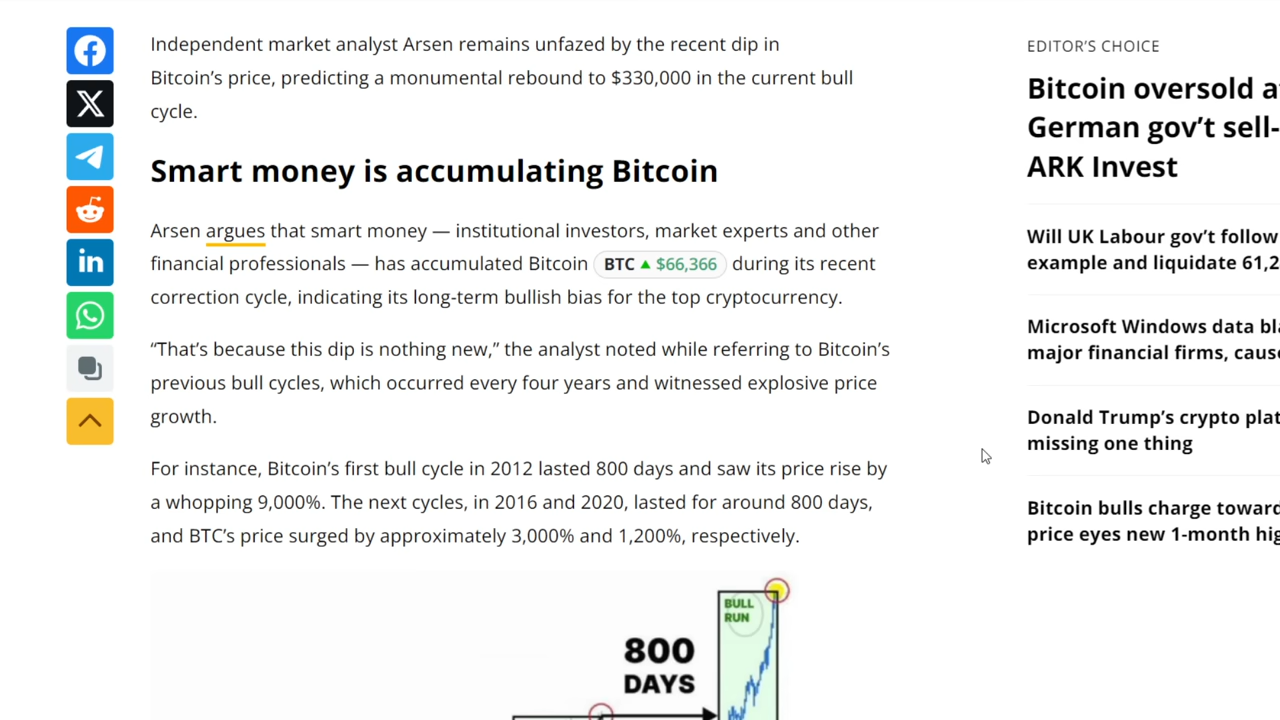 Independent market analyst Arsen remains unfazed by the recent dip in
Bitcoin’s price, predicting a monumental rebound to $330,000 in the current bull
cycle.
Smart money is accumulating Bitcoin
Arsen argues that smart money — institutional investors, market experts and other
financial professionals — has accumulated Bitcoin BTC ▲ $66,366 during its recent
correction cycle, indicating its long-term bullish bias for the top cryptocurrency.
“That’s because this dip is nothing new,” the analyst noted while referring to Bitcoin’s
previous bull cycles, which occurred every four years and witnessed explosive price
growth.
For instance, Bitcoin’s first bull cycle in 2012 lasted 800 days and saw its price rise by
a whopping 9,000%. The next cycles, in 2016 and 2020, lasted for around 800 days,
and BTC’s price surged by approximately 3,000% and 1,200%, respectively.
BULL
RUN
800
DAYS
EDITOR’S CHOICE
Bitcoin oversold
German gov’t sell-
ARK Invest
Will UK Labour gov’t follow
example and liquidate 61,2
Microsoft Windows data
major financial firms,
Donald Trump’s crypto
missing one thing
Bitcoin bulls charge
price eyes new 1-month